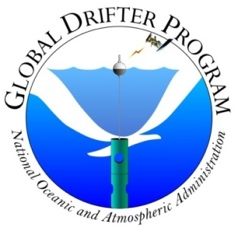 GLOBAL DRIFTER PROGRAM
National Oceanic and Atmospheric Administration